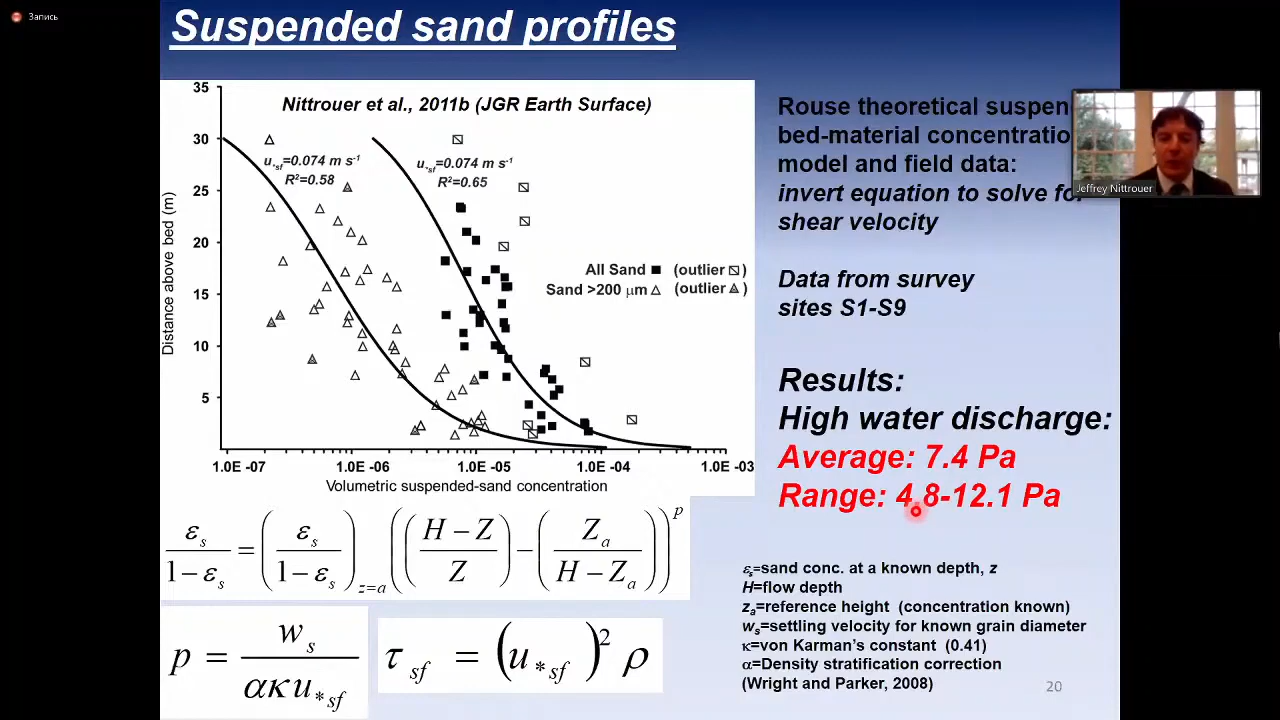 Запись
Suspended sand profiles
Nittrouer et al., 2011b (JGR Earth Surface)
35
30
25
20
15
10
5
Distance above bed (m)
u*sf=0.074 m s-1
R2=0.58
u*sf=0.074 m s-1
R2=0.65
All Sand ■ (outlier ⧅)
Sand >200 μm △ (outlier ◬)
1.0E -07
1.0E -06
1.0E -05
1.0E -04
1.0E -03
Volumetric suspended-sand concentration
Rouse theoretical suspen
bed-material concentratio
model and field data:
invert equation to solve for
shear velocity
Jeffrey Nittrouer
Data from survey
sites S1-S9
Results:
High water discharge:
Average: 7.4 Pa
Range: 4.8-12.1 Pa
εs/(1−εs) = (εs/(1−εs))z=a (((H−Z)/Z) − (Za/(H−Za)))p
p = ws/(ακu*sf)
τsf = (u*sf)2 ρ
εs=sand conc. at a known depth, z
H=flow depth
za=reference height (concentration known)
ws=settling velocity for known grain diameter
κ=von Karman's constant (0.41)
α=Density stratification correction
(Wright and Parker, 2008)
20